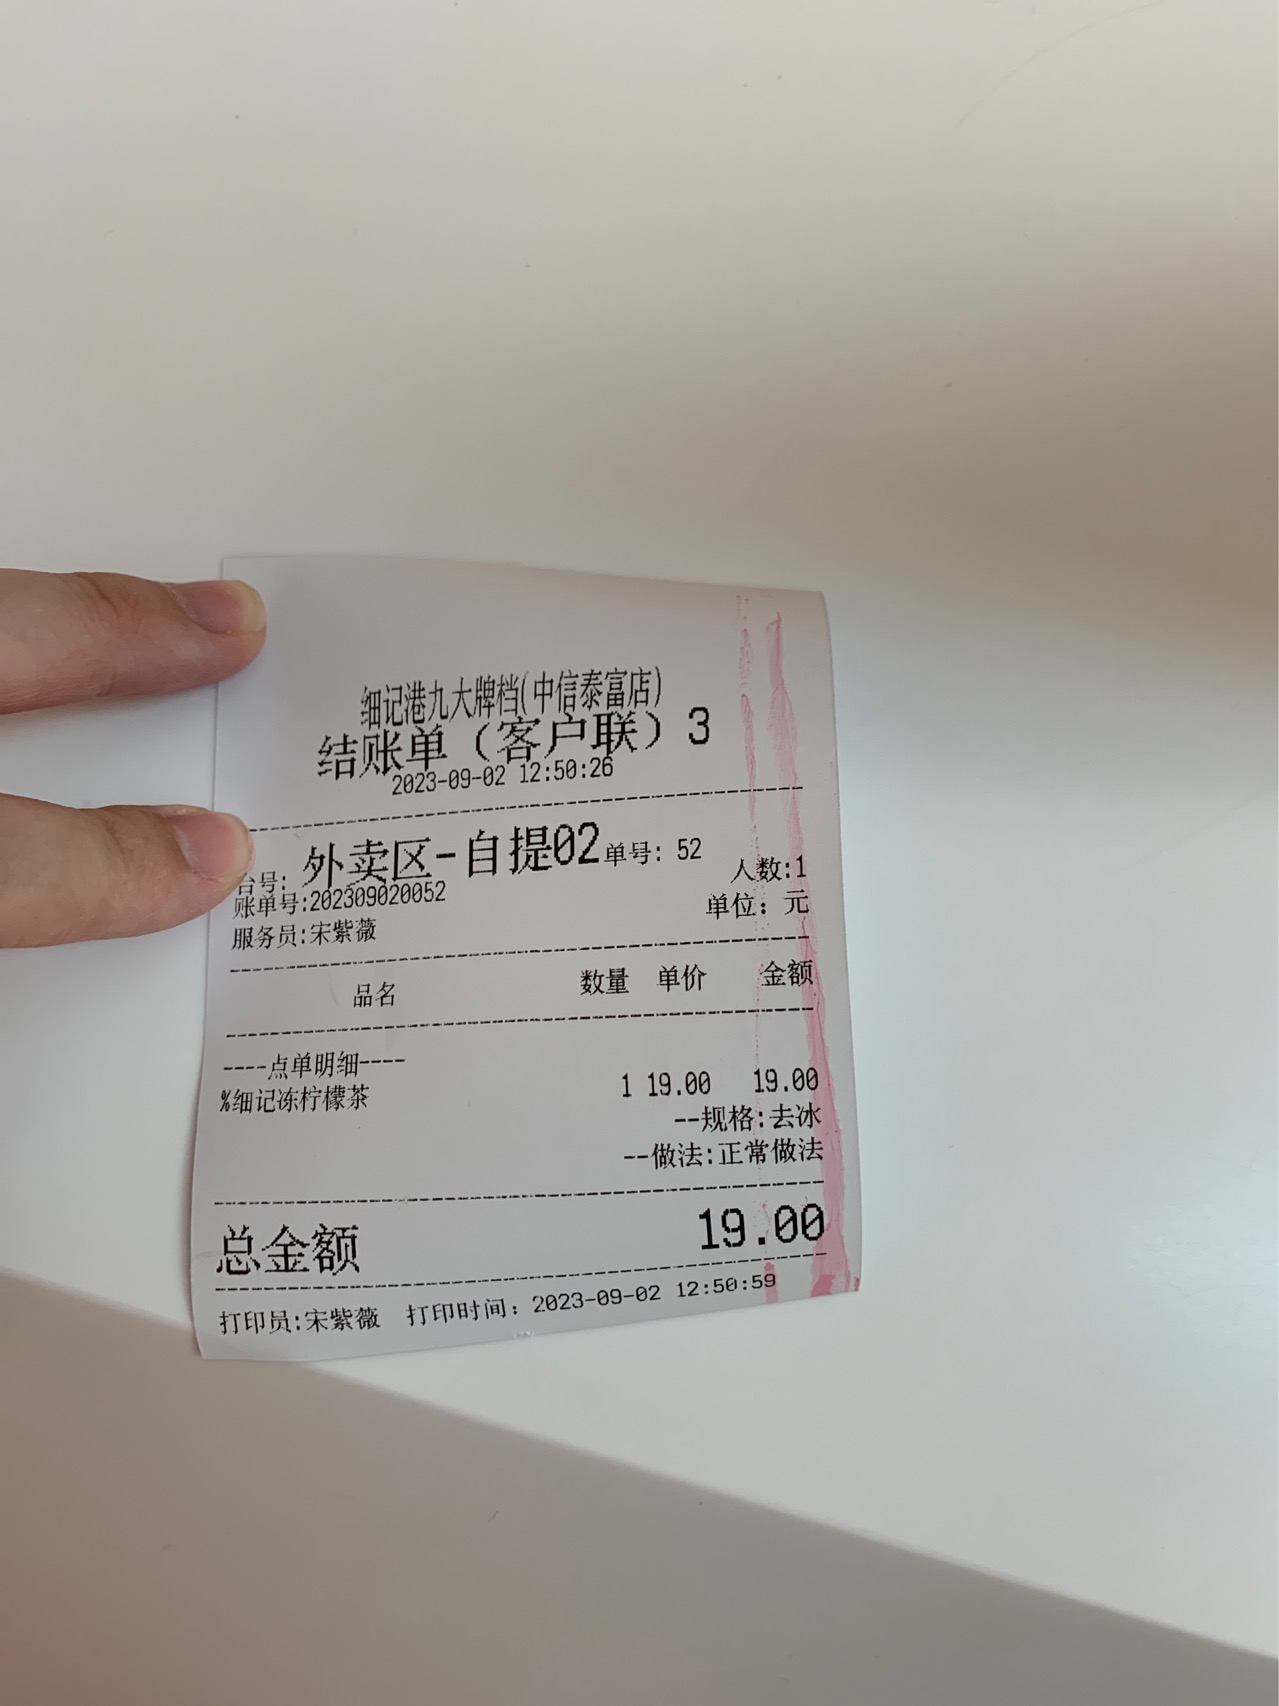 细记港九大牌档(中信泰富店)
结账单（客户联）3
2023-09-02 12:50:26
台号: 外卖区-自提02 单号: 52
人数:1
账单号:202309020052
单位：元
服务员:宋紫薇
品名 数量 单价 金额
----点单明细----
%细记冻柠檬茶 1 19.00 19.00
--规格:去冰
--做法:正常做法
总金额 19.00
打印员:宋紫薇 打印时间：2023-09-02 12:50:59